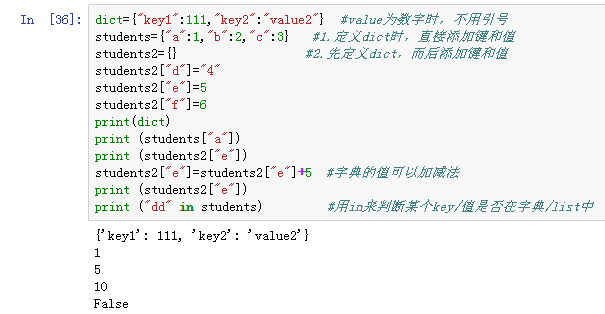 In [36]: dict={"key1":111,"key2":"value2"}  #value为数字时，不用引号
students={"a":1,"b":2,"c":3}   #1.定义dict时，直接添加键和值
students2={}                  #2.先定义dict，而后添加键和值
students2["d"]="4"
students2["e"]=5
students2["f"]=6
print(dict)
print (students["a"])
print (students2["e"])
students2["e"]=students2["e"]+5  #字典的值可以加减法
print (students2["e"])
print ("dd" in students)         #用in来判断某个key/值是否在字典/list中
{'key1': 111, 'key2': 'value2'}
1
5
10
False